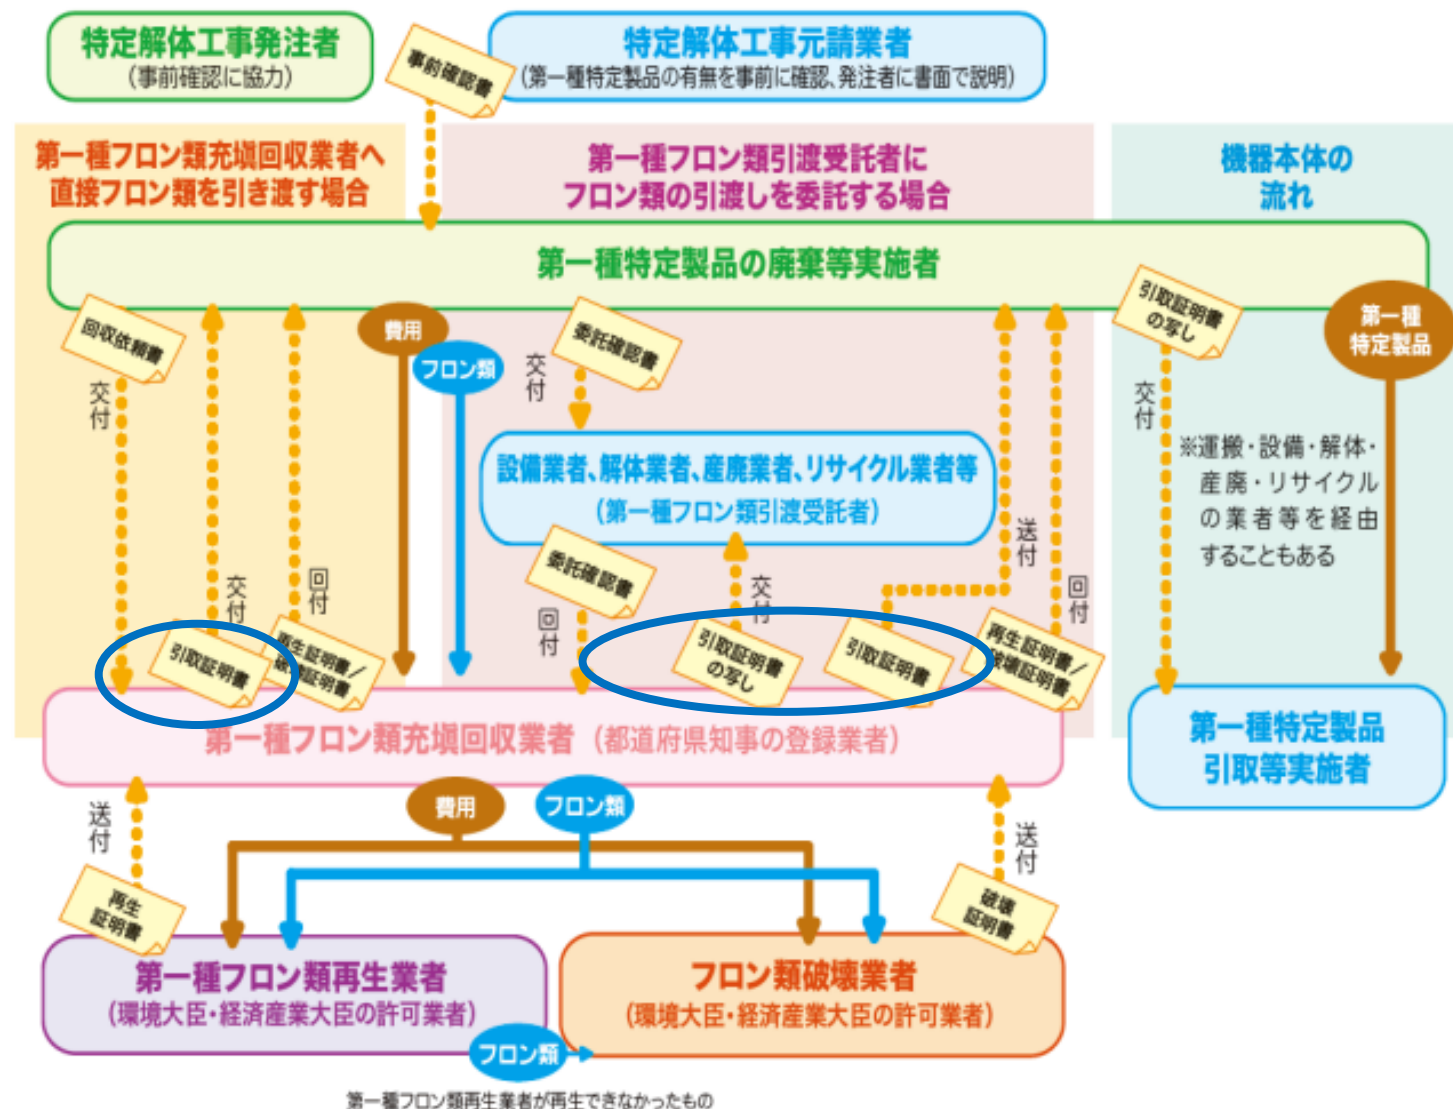 特定解体工事発注者
(事前確認に協力)
事前確認書
特定解体工事元請業者
(第一種特定製品の有無を事前に確認、発注者に書面で説明)
第一種フロン類充塡回収業者へ
直接フロン類を引き渡す場合
第一種フロン類引渡受託者に
フロン類の引渡しを委託する場合
機器本体の
流れ
第一種特定製品の廃棄等実施者
回収依頼書
交付
費用
フロン類
委託確認書
交付
引取証明書
の写し
交付
第一種
特定製品
※運搬・設備・解体・
産廃・リサイクル
の業者等を経由
することもある
設備業者、解体業者、産廃業者、リサイクル業者等
(第一種フロン類引渡受託者)
引取証明書
交付
再生証明書/
破壊証明書
回付
委託確認書
回付
引取証明書
の写し
交付
引取証明書
送付
再生証明書/
破壊証明書
回付
第一種フロン類充塡回収業者(都道府県知事の登録業者)
第一種特定製品
引取等実施者
送付
再生
証明書
費用
フロン類
送付
破壊
証明書
第一種フロン類再生業者
(環境大臣・経済産業大臣の許可業者)
フロン類破壊業者
(環境大臣・経済産業大臣の許可業者)
フロン類
第一種フロン類再生業者が再生できなかったもの